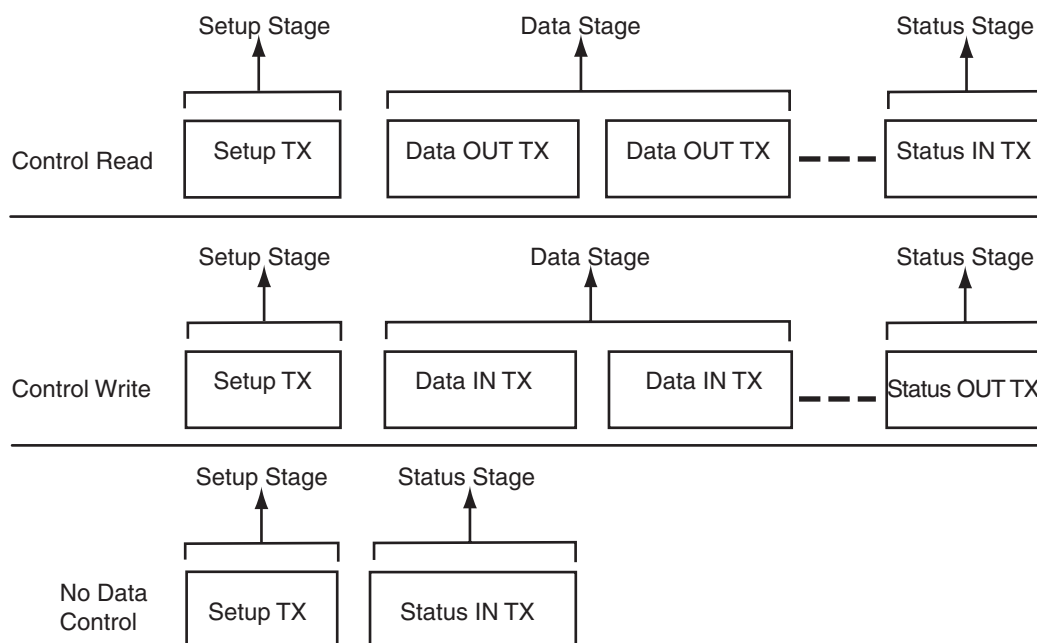 Setup Stage Data Stage Status Stage
Control Read Setup TX Data OUT TX Data OUT TX Status IN TX
Setup Stage Data Stage Status Stage
Control Write Setup TX Data IN TX Data IN TX Status OUT TX
Setup Stage Status Stage
No Data
Control Setup TX Status IN TX